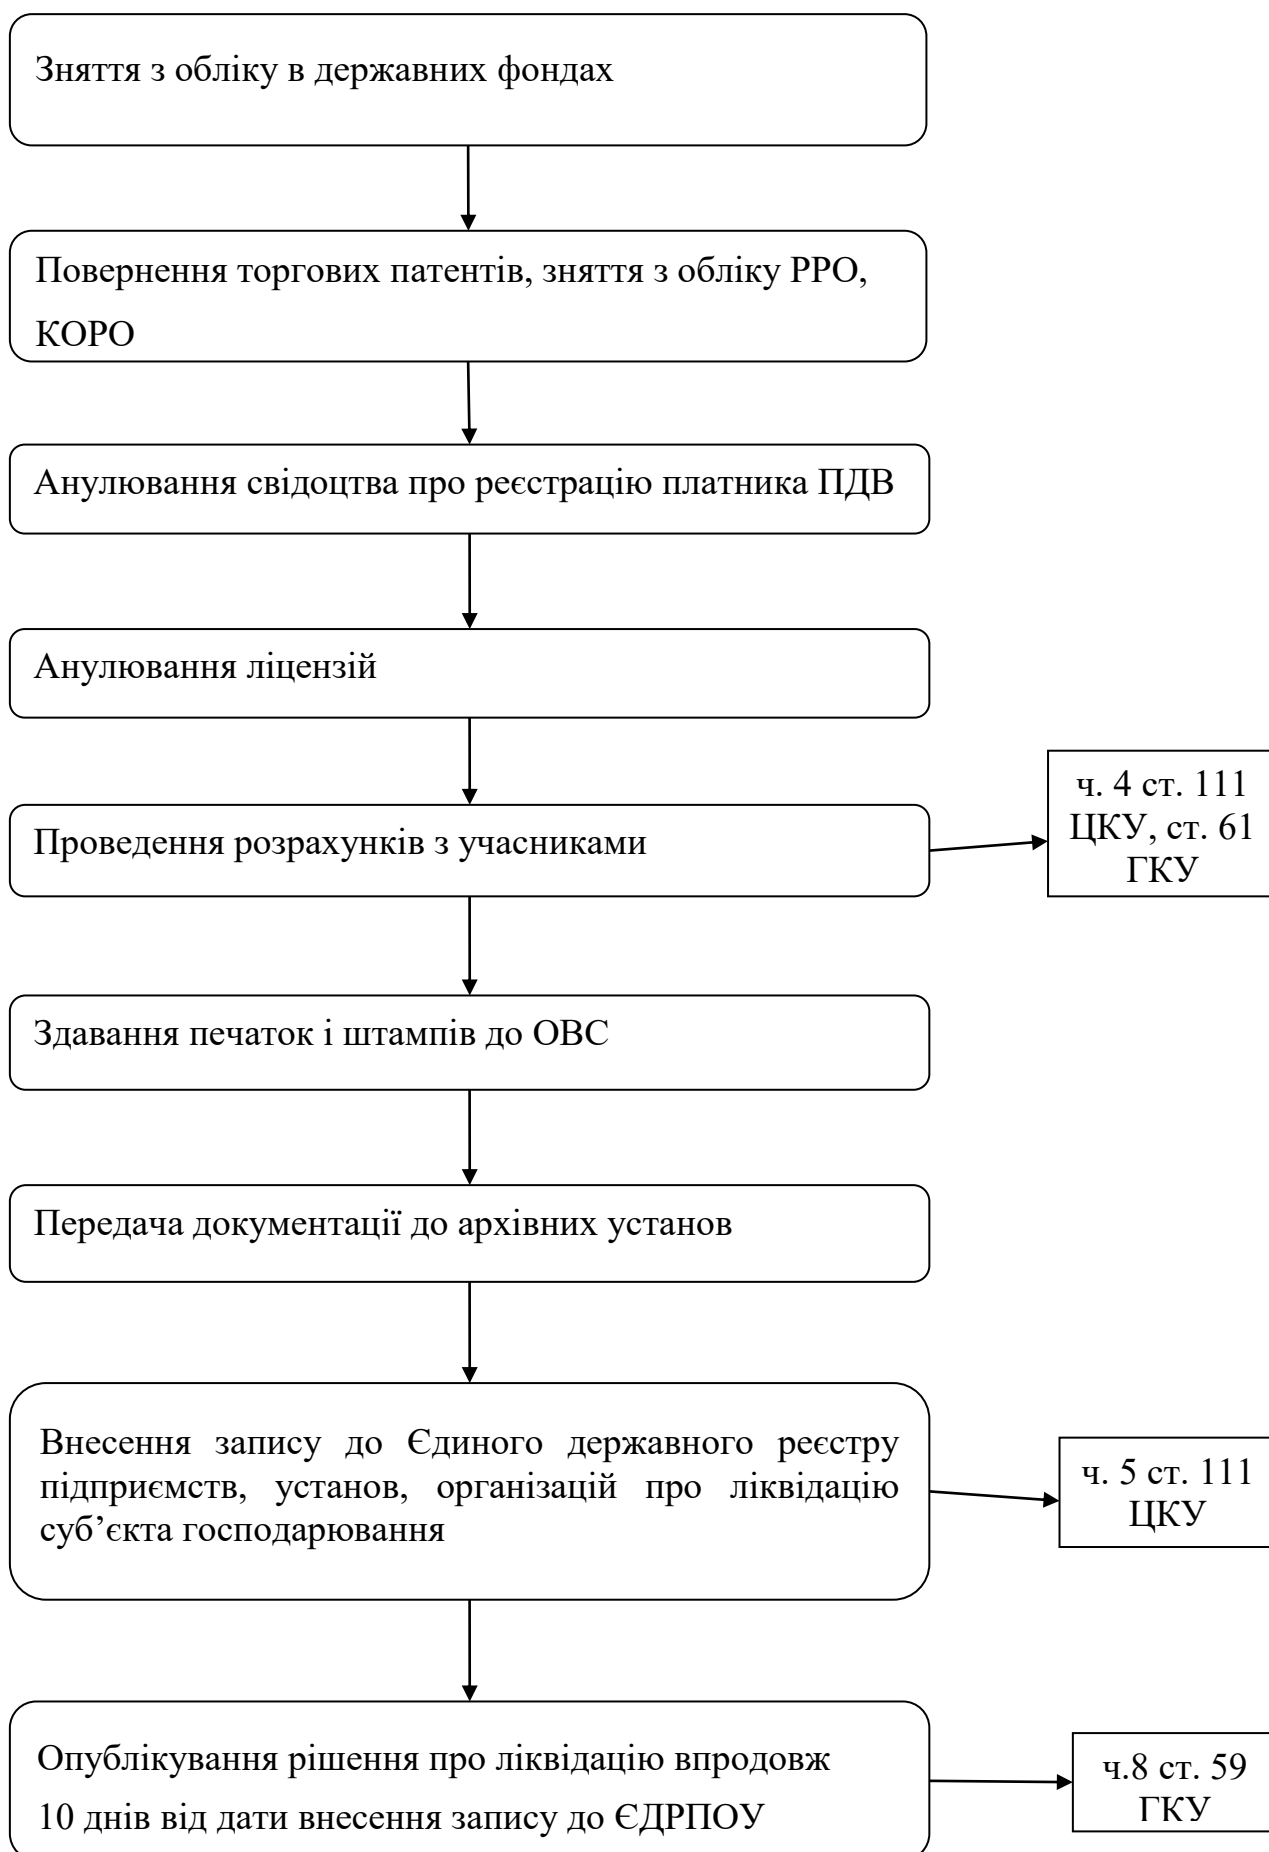 Зняття з обліку в державних фондах
Повернення торгових патентів, зняття з обліку РРО,
КОРО
Анулювання свідоцтва про реєстрацію платника ПДВ
Анулювання ліцензій
Проведення розрахунків з учасниками
ч. 4 ст. 111
ЦКУ, ст. 61
ГКУ
Здавання печаток і штампів до ОВС
Передача документації до архівних установ
Внесення запису до Єдиного державного реєстру
підприємств, установ, організацій про ліквідацію
суб’єкта господарювання
ч. 5 ст. 111
ЦКУ
Опублікування рішення про ліквідацію впродовж
10 днів від дати внесення запису до ЄДРПОУ
ч.8 ст. 59
ГКУ